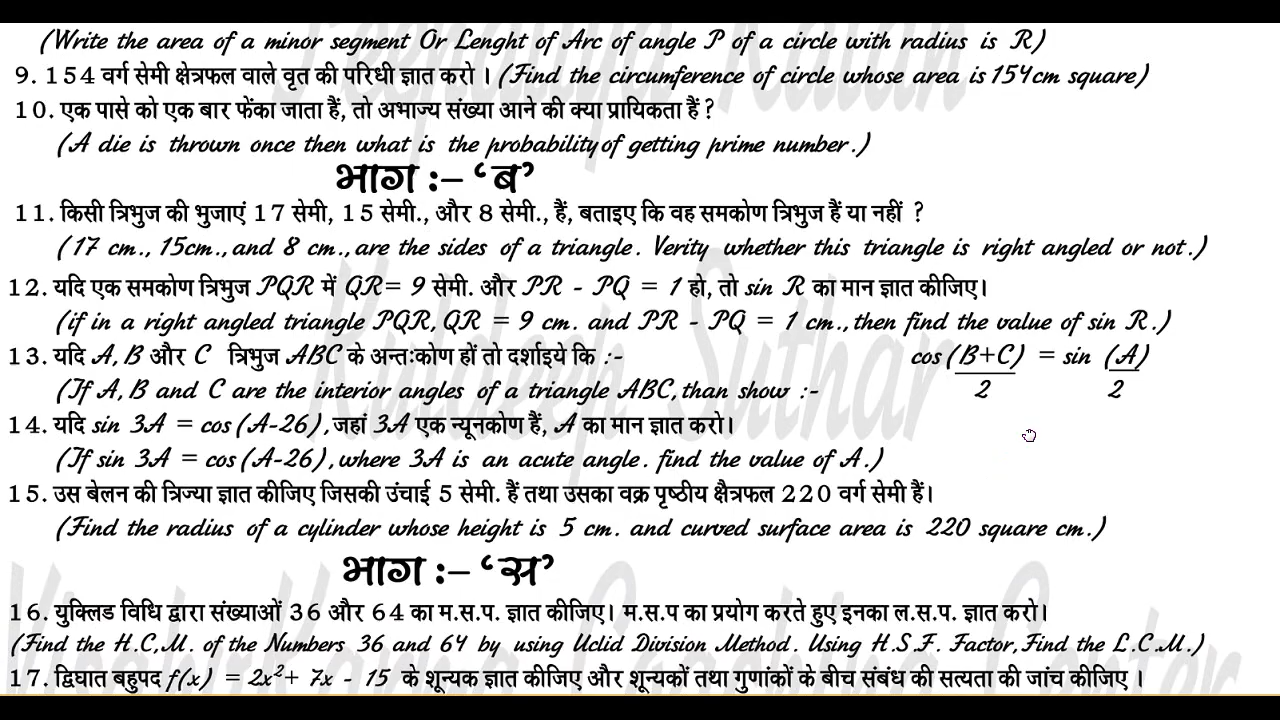 (Write the area of a minor segment Or Lenght of Arc of angle P of a circle with radius is R)
9. 154 वर्ग सेमी क्षेत्रफल वाले वृत की परिधी ज्ञात करो । (Find the circumference of circle whose area is 154cm square)
10. एक पासे को एक बार फेंका जाता हैं, तो अभाज्य संख्या आने की क्या प्रायिकता हैं ?
(A die is thrown once then what is the probability of getting prime number.)
भाग :– ‘ब’
11. किसी त्रिभुज की भुजाएं 17 सेमी, 15 सेमी., और 8 सेमी., हैं, बताइए कि वह समकोण त्रिभुज हैं या नहीं ?
(17 cm., 15cm., and 8 cm., are the sides of a triangle. Verity whether this triangle is right angled or not.)
12. यदि एक समकोण त्रिभुज PQR में QR= 9 सेमी. और PR - PQ = 1 हो, तो sin R का मान ज्ञात कीजिए।
(if in a right angled triangle PQR, QR = 9 cm. and PR - PQ = 1 cm., then find the value of sin R.)
13. यदि A, B और C त्रिभुज ABC के अन्तःकोण हों तो दर्शाइये कि :- cos (B+C)/2 = sin (A)/2
(If A, B and C are the interior angles of a triangle ABC, than show :-
14. यदि sin 3A = cos (A-26), जहां 3A एक न्यूनकोण हैं, A का मान ज्ञात करो।
(If sin 3A = cos (A-26), where 3A is an acute angle. find the value of A.)
15. उस बेलन की त्रिज्या ज्ञात कीजिए जिसकी उंचाई 5 सेमी. हैं तथा उसका वक्र पृष्ठीय क्षैत्रफल 220 वर्ग सेमी हैं।
(Find the radius of a cylinder whose height is 5 cm. and curved surface area is 220 square cm.)
भाग :– ‘स’
16. युक्लिड विधि द्वारा संख्याओं 36 और 64 का म.स.प. ज्ञात कीजिए। म.स.प का प्रयोग करते हुए इनका ल.स.प. ज्ञात करो।
(Find the H.C,M. of the Numbers 36 and 64 by using Uclid Division Method. Using H.S.F. Factor, Find the L.C.M.)
17. द्विघात बहुपद f(x) = 2x²+ 7x - 15 के शून्यक ज्ञात कीजिए और शून्यकों तथा गुणांकों के बीच संबंध की सत्यता की जांच कीजिए ।
Kuldeep Suthar